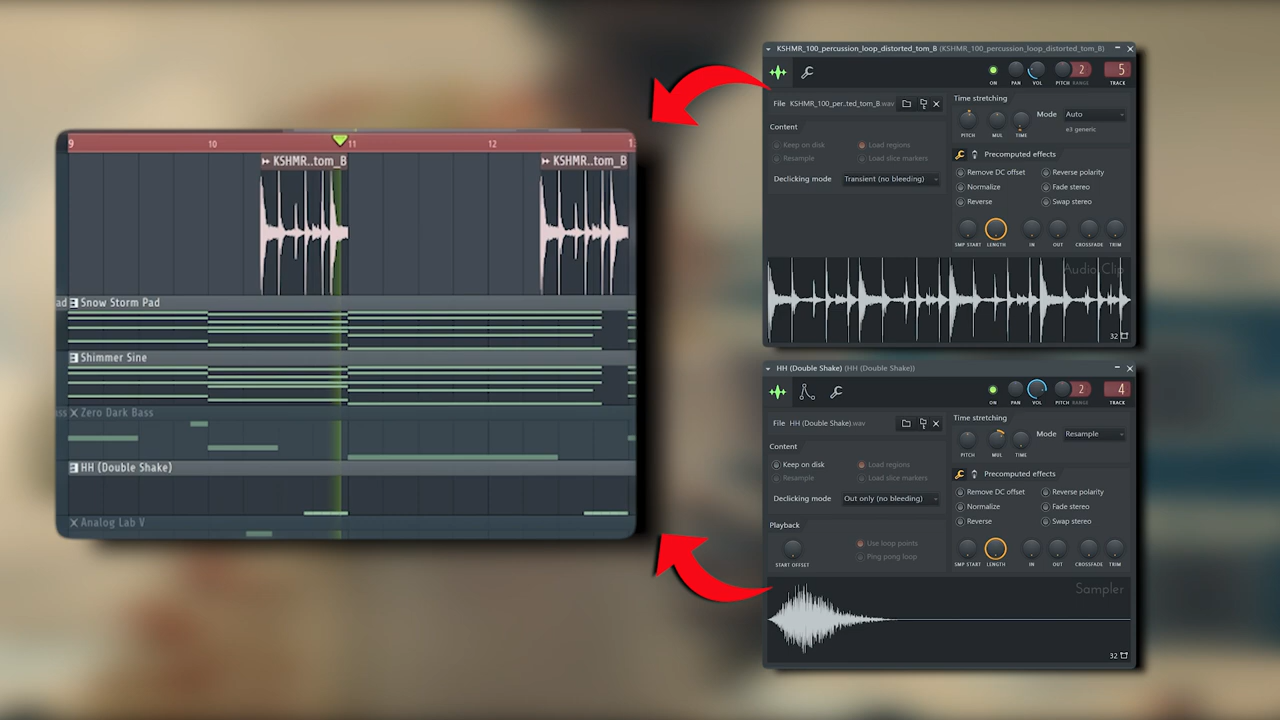 9 10 11 12 1
KSHMR..tom_B KSHMR..tom_B
ad Snow Storm Pad
Shimmer Sine
ss Zero Dark Bass
HH (Double Shake)
Analog Lab V
KSHMR_100_percussion_loop_distorted_tom_B (KSHMR_100_percussion_loop_distorted_tom_B)
ON PAN VOL PITCH 2 RANGE 5 TRACK
File KSHMR_100_per..ted_tom_B.wav
Content
Keep on disk Load regions
Resample Load slice markers
Declicking mode Transient (no bleeding)
Time stretching
PITCH MUL TIME
Mode Auto
e3 generic
Precomputed effects
Remove DC offset Reverse polarity
Normalize Fade stereo
Reverse Swap stereo
SMP START LENGTH IN OUT CROSSFADE TRIM
Audio Clip
32
HH (Double Shake) (HH (Double Shake))
ON PAN VOL PITCH 2 RANGE 4 TRACK
File HH (Double Shake).wav
Content
Keep on disk Load regions
Resample Load slice markers
Declicking mode Out only (no bleeding)
Playback
START OFFSET
Use loop points
Ping pong loop
Time stretching
PITCH MUL TIME
Mode Resample
Precomputed effects
Remove DC offset Reverse polarity
Normalize Fade stereo
Reverse Swap stereo
SMP START LENGTH IN OUT CROSSFADE TRIM
Sampler
32